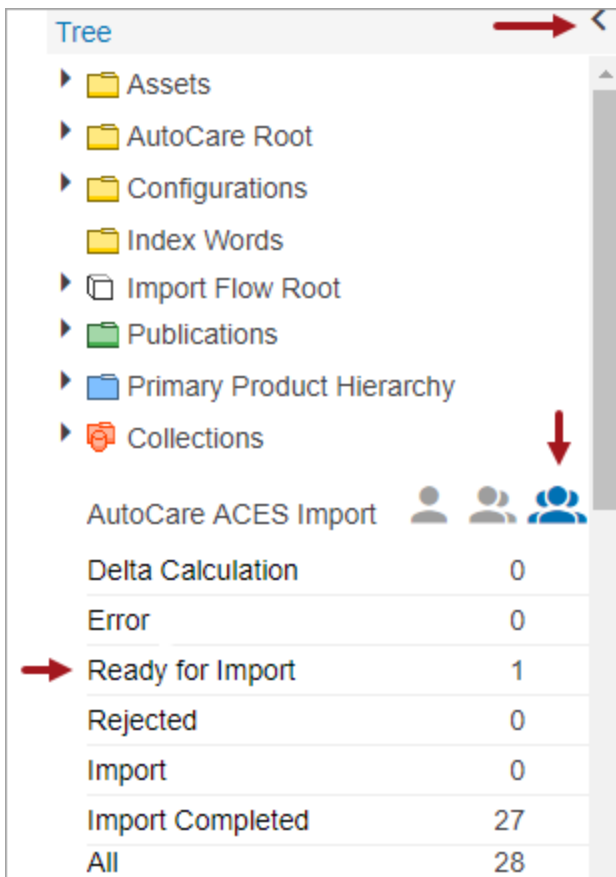 Tree
Assets
AutoCare Root
Configurations
Index Words
Import Flow Root
Publications
Primary Product Hierarchy
Collections
AutoCare ACES Import
Delta Calculation 0
Error 0
Ready for Import 1
Rejected 0
Import 0
Import Completed 27
All 28